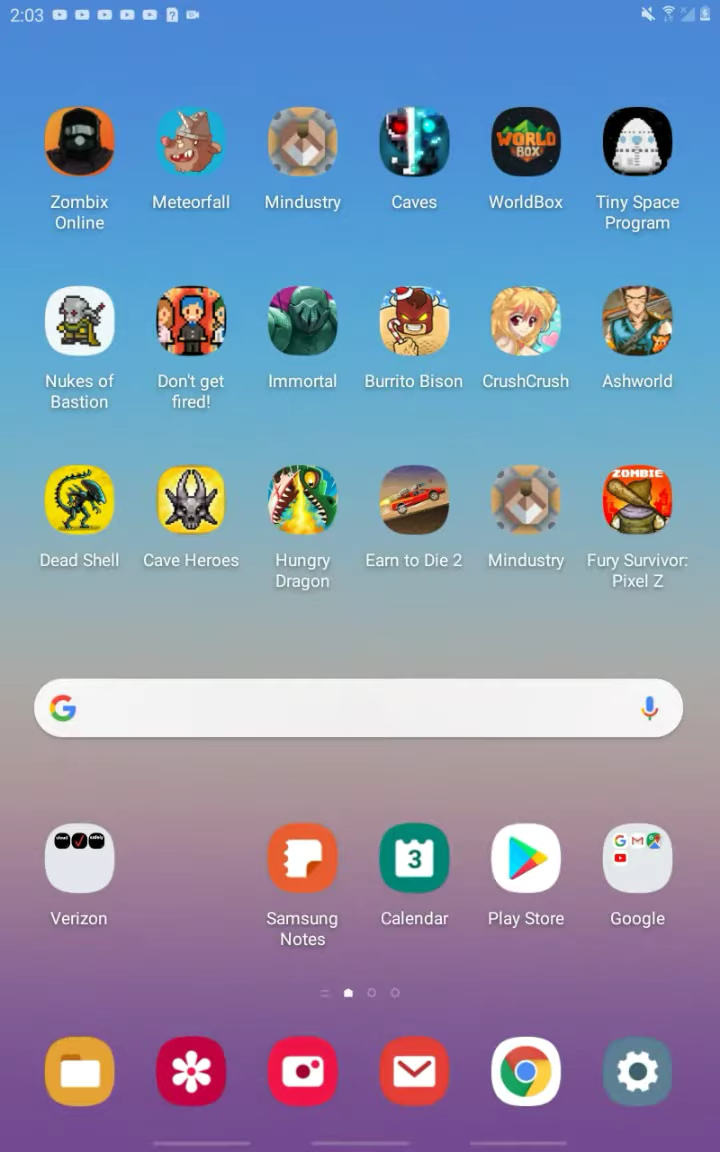 2:03
Zombix Online
Meteorfall
Mindustry
Caves
WORLD BOX
WorldBox
Tiny Space Program
Nukes of Bastion
Don't get fired!
Immortal
Burrito Bison
CrushCrush
Ashworld
ZOMBIE
Dead Shell
Cave Heroes
Hungry Dragon
Earn to Die 2
Mindustry
Fury Survivor: Pixel Z
G
cloud
3
G
Verizon
Samsung Notes
Calendar
Play Store
Google